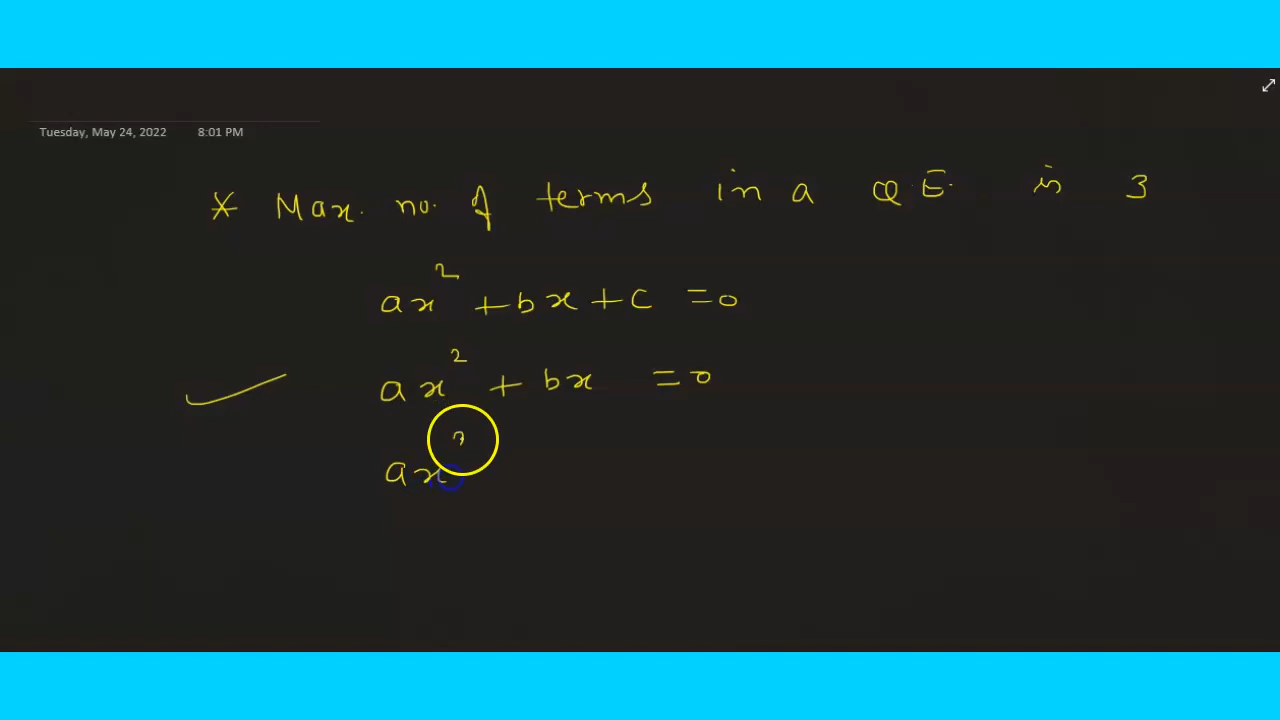 Tuesday, May 24, 2022 8:01 PM
* Max. no. of terms in a Q.E. is 3
ax² + bx + c = 0
ax² + bx = 0
ax